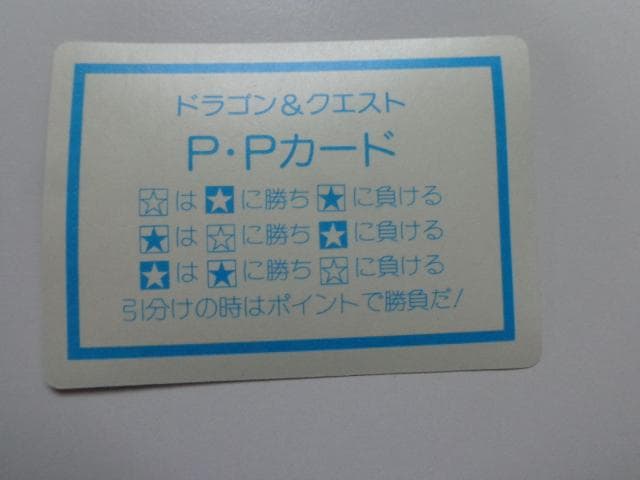 ドラゴン&クエスト
P・Pカード
☆は★に勝ち★に負ける
★は☆に勝ち★に負ける
★は★に勝ち☆に負ける
引分けの時はポイントで勝負だ!